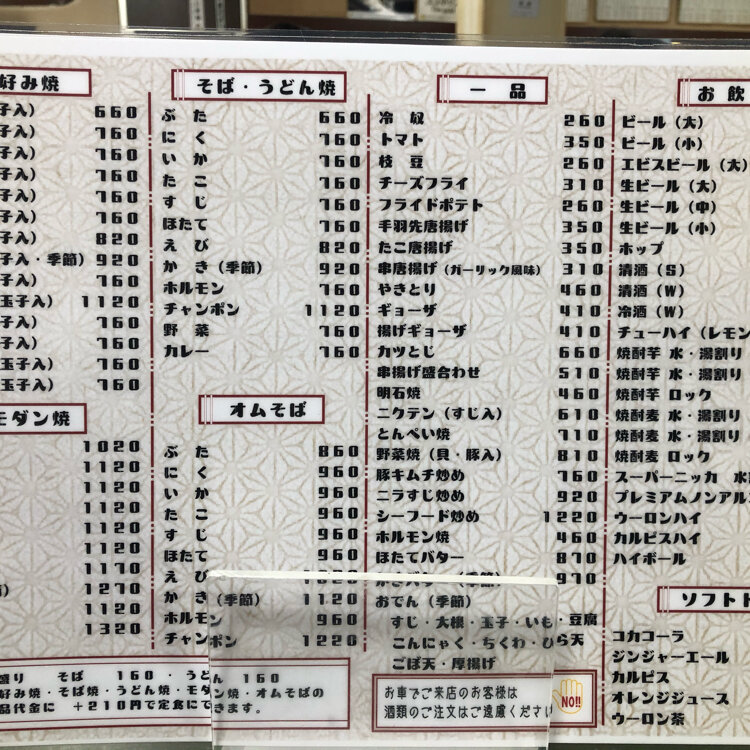 好み焼
子入) 660
子入) 760
子入) 760
子入) 760
子入) 760
子入) 760
子入) 820
子入・季節) 920
子入) 760
玉子入) 1120
子入) 760
子入) 760
玉子入) 760
玉子入) 760
モダン焼
1020
1120
1120
1120
1120
1120
1170
1270
1120
1320
そば・うどん焼
ぶた 660
にく 760
いか 760
たこ 760
すじ 760
ほたて 760
えび 820
かき(季節) 920
ホルモン 760
チャンポン 1120
野菜 760
カレー 760
オムそば
ぶた 860
にく 960
いか 960
たこ 960
すじ 960
ほたて 960
えび 1020
かき(季節) 1120
ホルモン 960
チャンポン 1220
一品
冷奴 260
トマト 350
枝豆 260
チーズフライ 310
フライドポテト 260
手羽先唐揚げ 350
たこ唐揚げ 350
串唐揚げ(ガーリック風味) 310
やきとり 460
ギョーザ 410
揚げギョーザ 410
カツとじ 660
串揚げ盛合わせ 510
明石焼 460
ニクテン(すじ入) 610
とんぺい焼 710
野菜焼(貝・豚入) 810
豚キムチ炒め 760
ニラすじ炒め 920
シーフード炒め 1220
ホルモン焼 460
ほたてバター 870
かきバター(季節) 970
おでん(季節)
すじ・大根・玉子・いも・豆腐
こんにゃく・ちくわ・ひら天
ごぼ天・厚揚げ
お飲
ビール(大)
ビール(小)
エビスビール(大)
生ビール(大)
生ビール(中)
生ビール(小)
ホップ
清酒(S)
清酒(W)
冷酒(W)
チューハイ(レモン
焼酎芋 水・湯割り
焼酎芋 ロック
焼酎麦 水・湯割り
焼酎麦 水・湯割り
焼酎麦 ロック
スーパーニッカ 水
プレミアムノンアル
ウーロンハイ
カルピスハイ
ハイボール
ソフト
コカコーラ
ジンジャーエール
カルピス
オレンジジュース
ウーロン茶
盛り そば 160・うどん 160
好み焼・そば焼・うどん焼・モダン焼・オムそばの
品代金に +210円で定食にできます。
お車でご来店のお客様は
酒類のご注文はご遠慮ください
NO!!